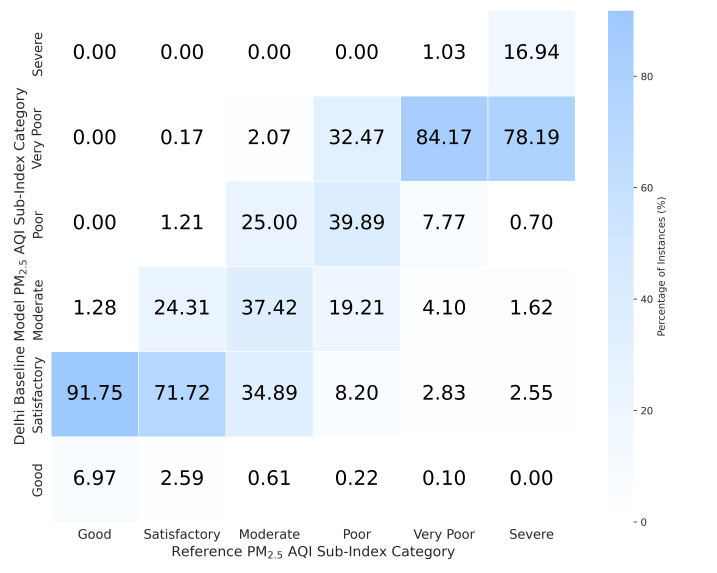 Delhi Baseline Model PM2.5 AQI Sub-Index Category
Severe 0.00 0.00 0.00 0.00 1.03 16.94
Very Poor 0.00 0.17 2.07 32.47 84.17 78.19
Poor 0.00 1.21 25.00 39.89 7.77 0.70
Moderate 1.28 24.31 37.42 19.21 4.10 1.62
Satisfactory 91.75 71.72 34.89 8.20 2.83 2.55
Good 6.97 2.59 0.61 0.22 0.10 0.00
Good Satisfactory Moderate Poor Very Poor Severe
Reference PM2.5 AQI Sub-Index Category
80
60
40
20
0
Percentage of Instances (%)